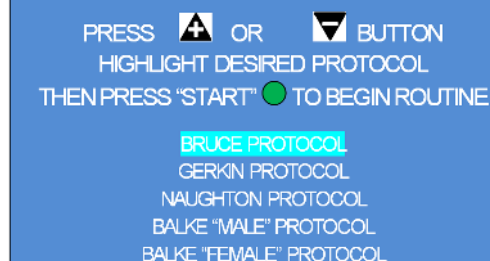 PRESS + OR − BUTTON
HIGHLIGHT DESIRED PROTOCOL
THEN PRESS “START” TO BEGIN ROUTINE
BRUCE PROTOCOL
GERKIN PROTOCOL
NAUGHTON PROTOCOL
BALKE “MALE” PROTOCOL
BALKE “FEMALE” PROTOCOL